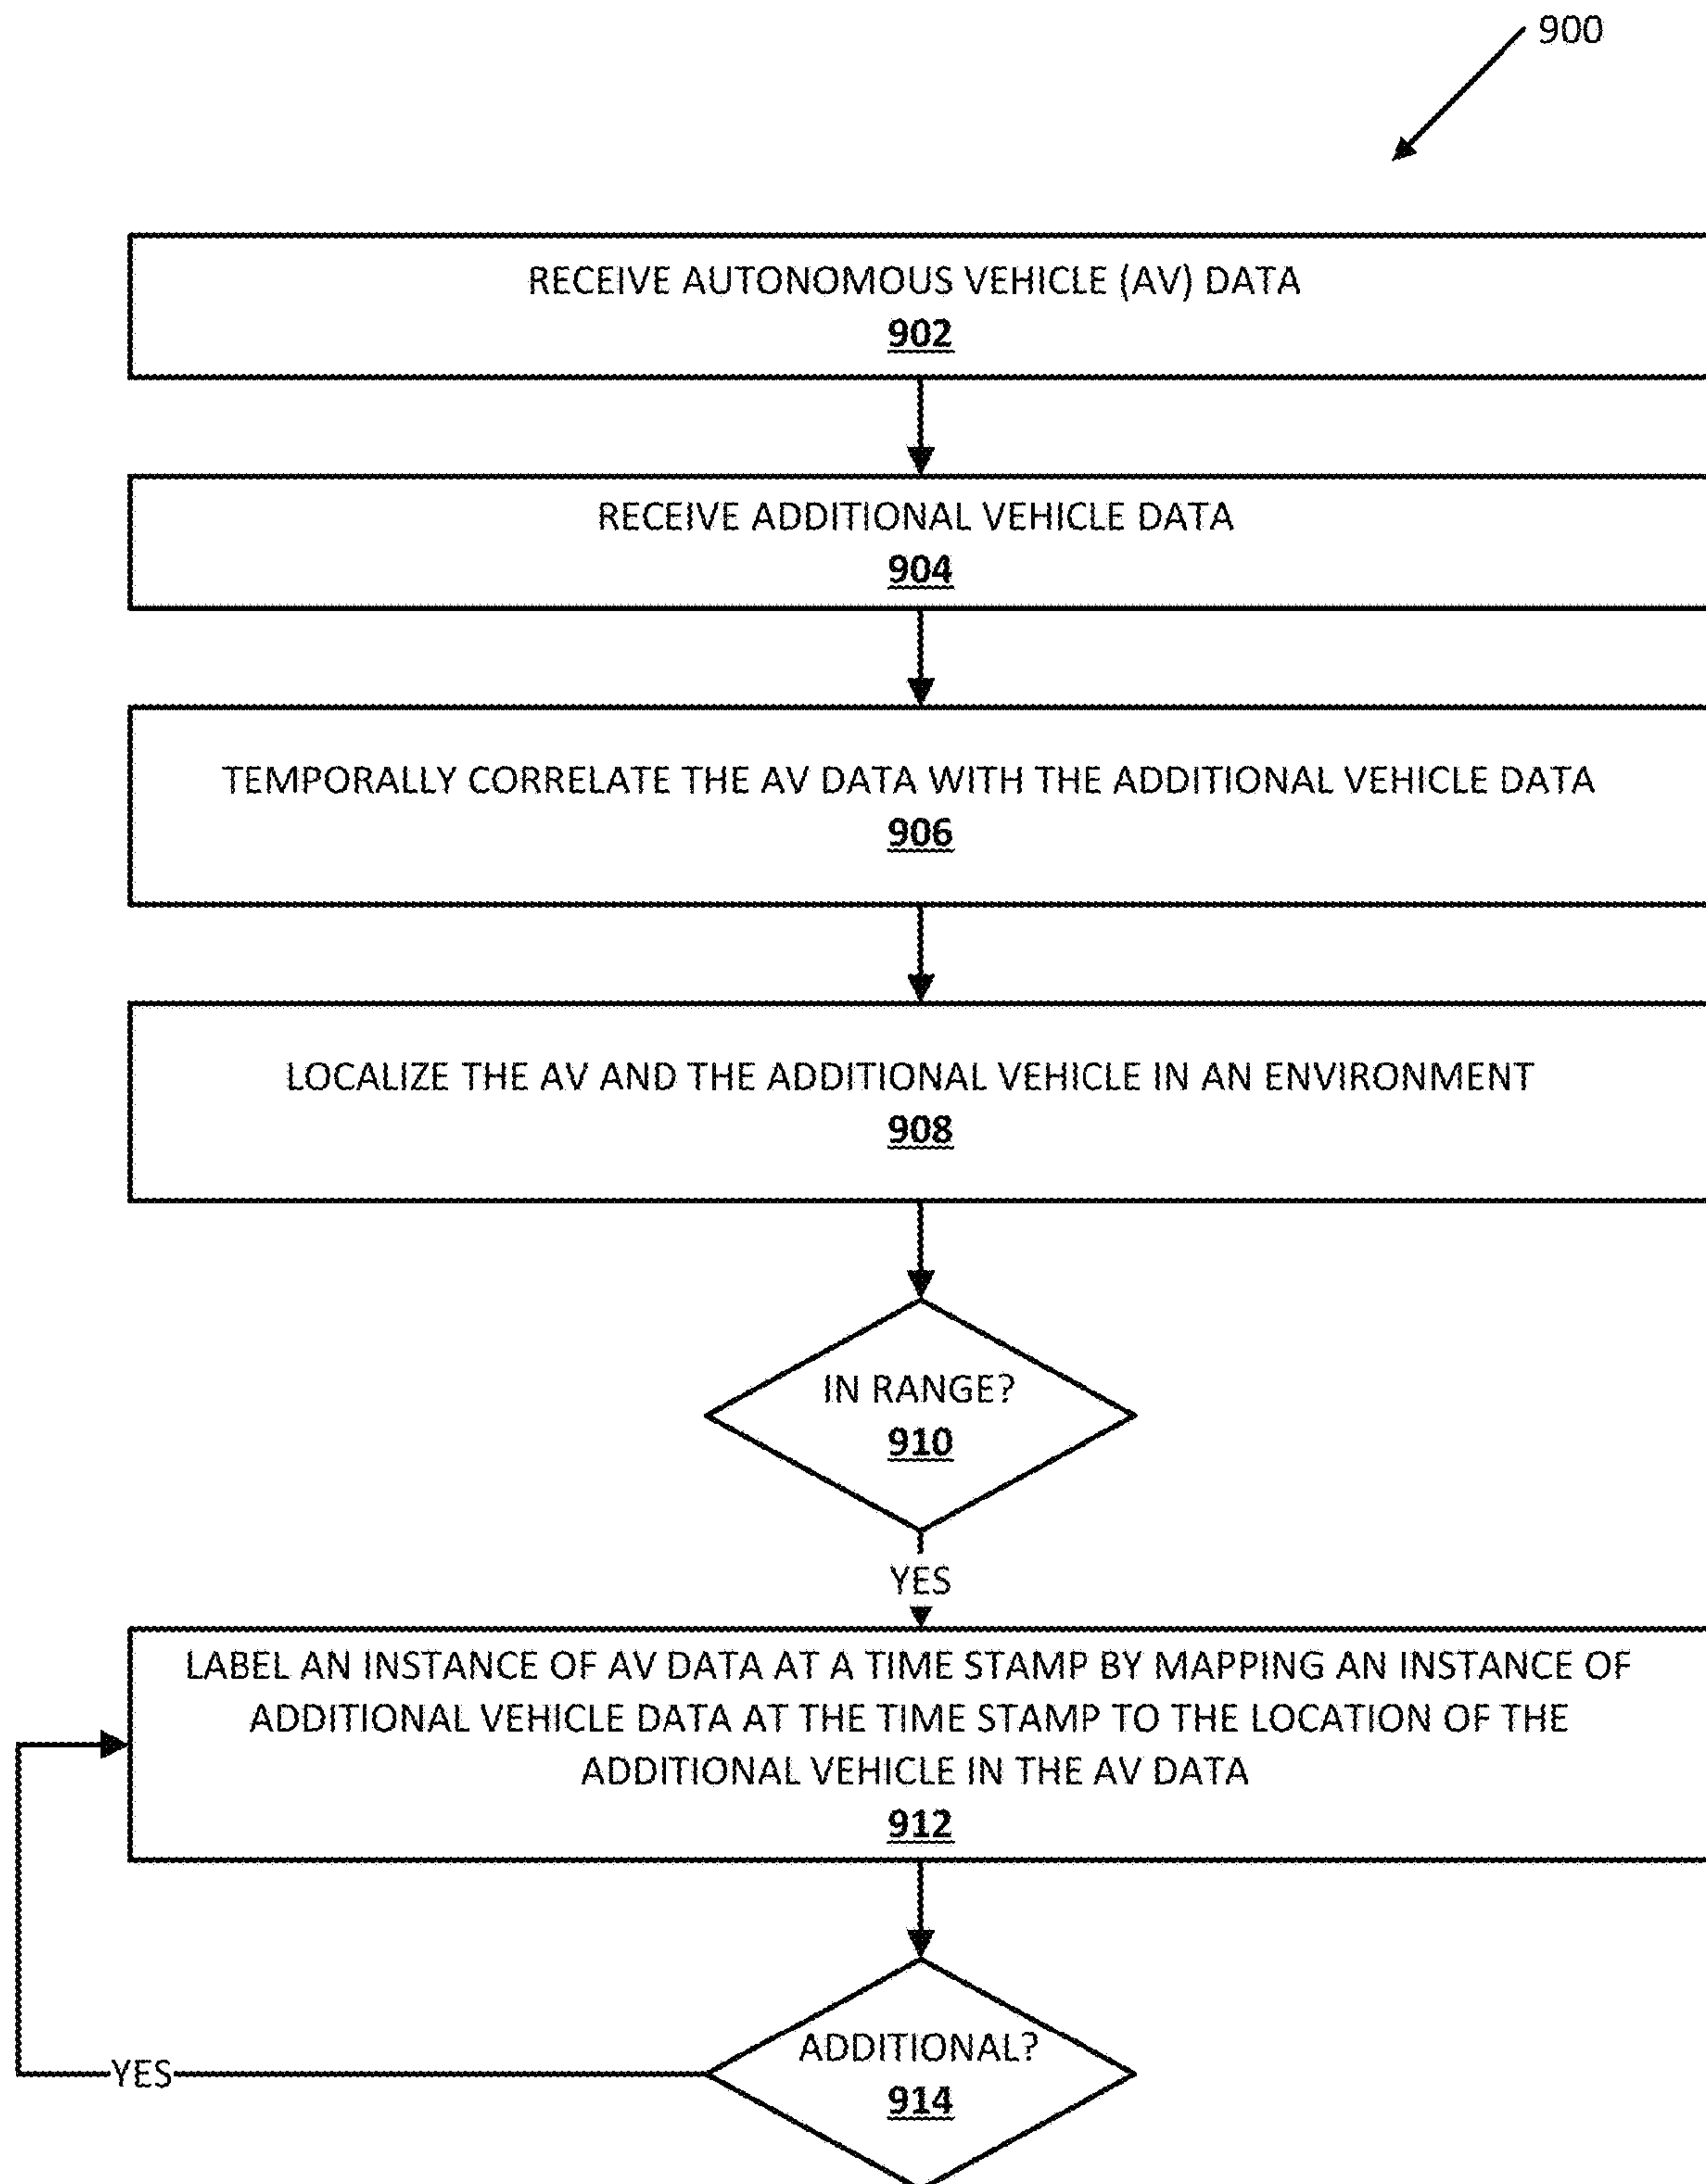 900
RECEIVE AUTONOMOUS VEHICLE (AV) DATA
902
RECEIVE ADDITIONAL VEHICLE DATA
904
TEMPORALLY CORRELATE THE AV DATA WITH THE ADDITIONAL VEHICLE DATA
906
LOCALIZE THE AV AND THE ADDITIONAL VEHICLE IN AN ENVIRONMENT
908
IN RANGE?
910
YES
LABEL AN INSTANCE OF AV DATA AT A TIME STAMP BY MAPPING AN INSTANCE OF
ADDITIONAL VEHICLE DATA AT THE TIME STAMP TO THE LOCATION OF THE
ADDITIONAL VEHICLE IN THE AV DATA
912
ADDITIONAL?
914
YES